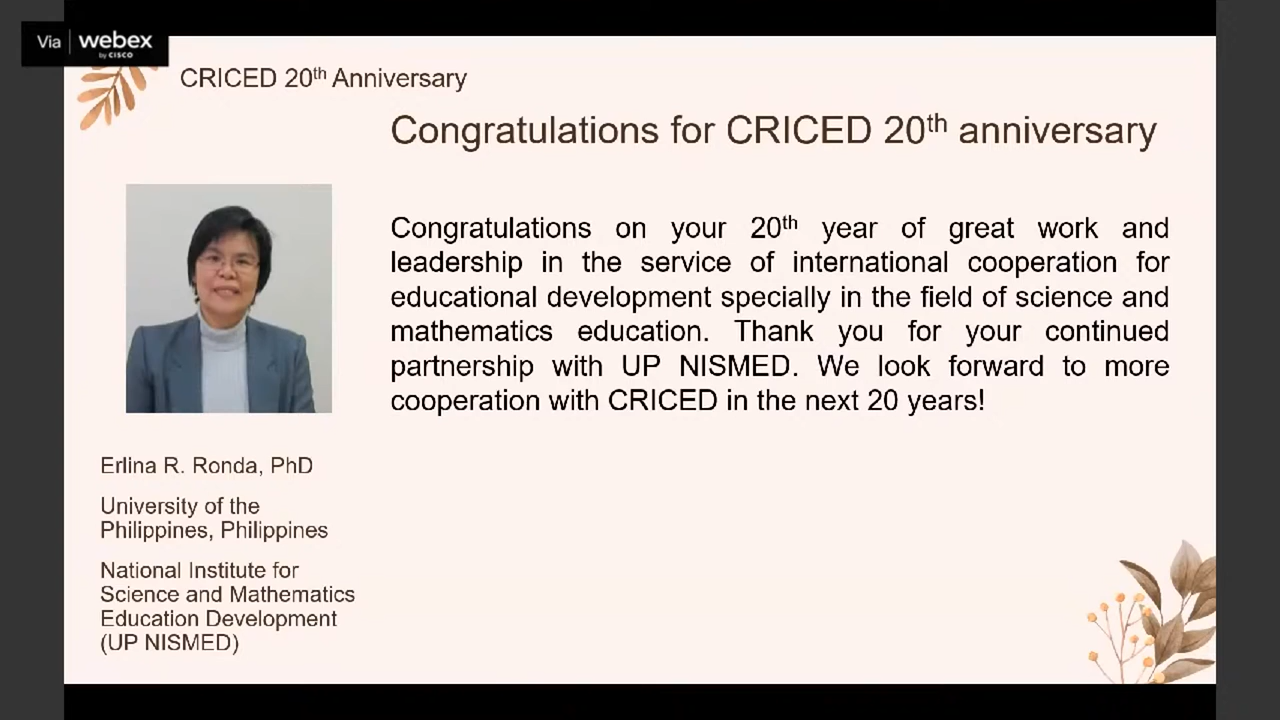 Via webex
by CISCO
CRICED 20th Anniversary
Congratulations for CRICED 20th anniversary
Congratulations on your 20th year of great work and
leadership in the service of international cooperation for
educational development specially in the field of science and
mathematics education. Thank you for your continued
partnership with UP NISMED. We look forward to more
cooperation with CRICED in the next 20 years!
Erlina R. Ronda, PhD
University of the
Philippines, Philippines
National Institute for
Science and Mathematics
Education Development
(UP NISMED)